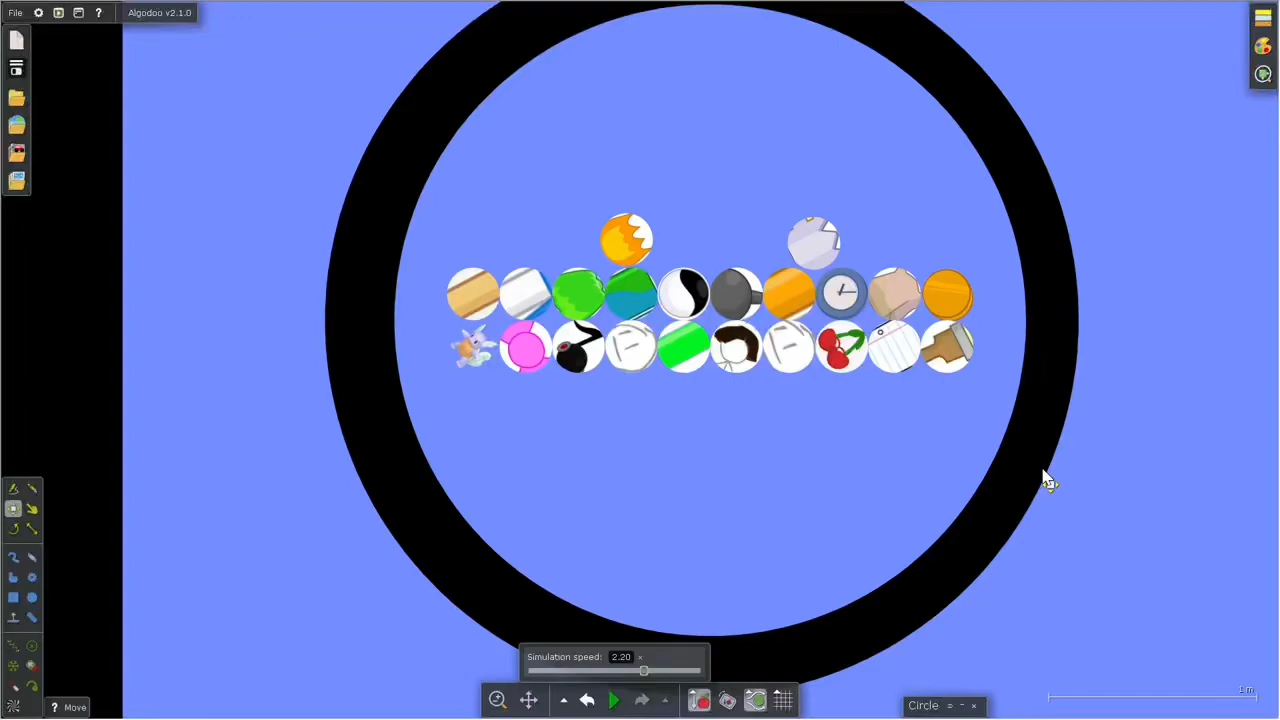 File
?
Algodoo v2.1.0
Simulation speed: 2.20 x
? Move
Circle
1 m